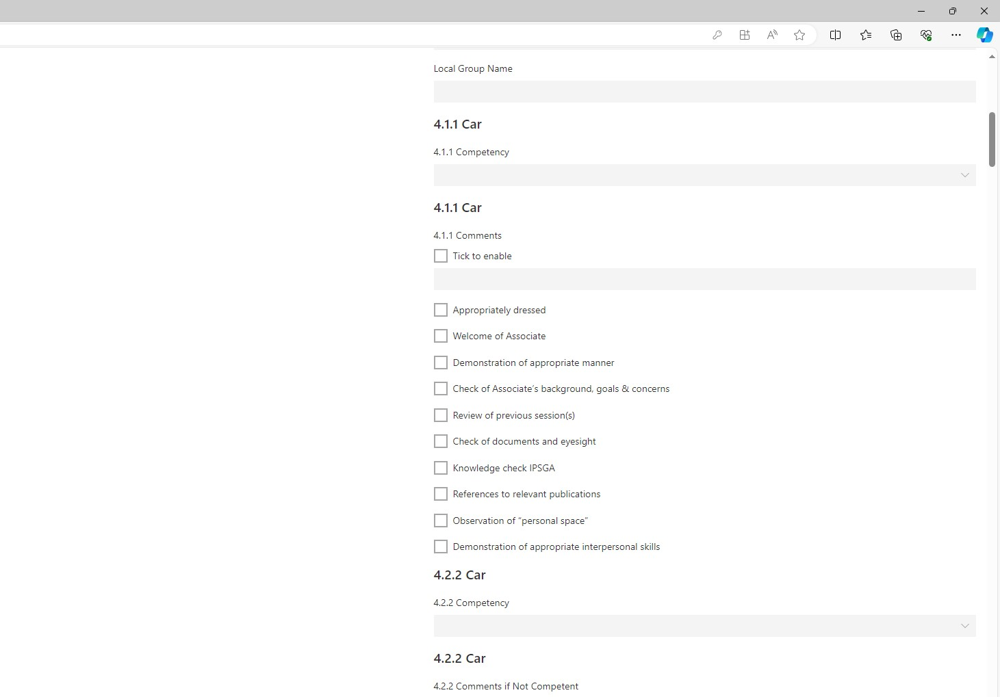 Local Group Name
4.1.1 Car
4.1.1 Competency
4.1.1 Car
4.1.1 Comments
Tick to enable
Appropriately dressed
Welcome of Associate
Demonstration of appropriate manner
Check of Associate's background, goals & concerns
Review of previous session(s)
Check of documents and eyesight
Knowledge check IPSGA
References to relevant publications
Observation of “personal space”
Demonstration of appropriate interpersonal skills
4.2.2 Car
4.2.2 Competency
4.2.2 Car
4.2.2 Comments if Not Competent